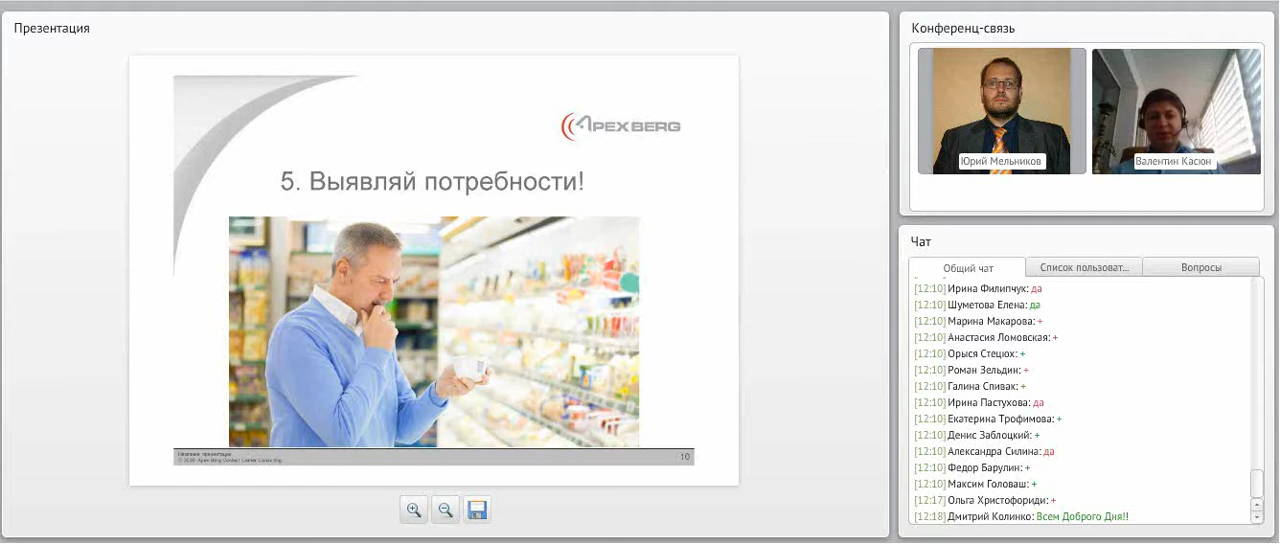 Презентация
APEX BERG
5. Выявляй потребности!
Название презентации
10
Конференц-связь
Юрий Мельников
Валентин Касюн
Чат
Общий чат
Список пользоват...
Вопросы
[12:10] Ирина Филипчук: да
[12:10] Шуметова Елена: да
[12:10] Марина Макарова: +
[12:10] Анастасия Ломовская: +
[12:10] Орыся Стецюх: +
[12:10] Роман Зельдин: +
[12:10] Галина Спивак: +
[12:10] Ирина Пастухова: да
[12:10] Екатерина Трофимова: +
[12:10] Денис Заблоцкий: +
[12:10] Александра Силина: да
[12:10] Федор Барулин: +
[12:10] Максим Головаш: +
[12:17] Ольга Христофориди: +
[12:18] Дмитрий Колинко: Всем Доброго Дня!!